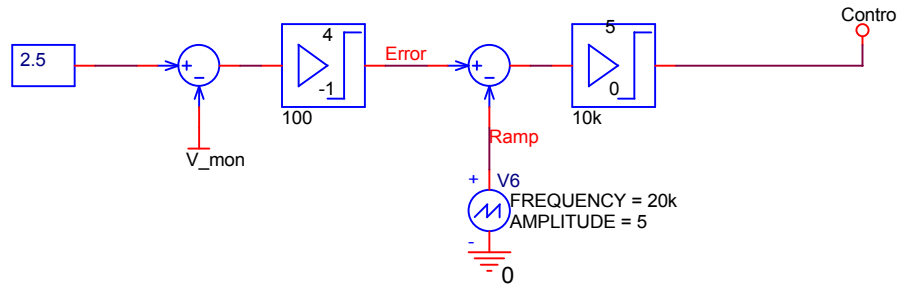 Contro
2.5
4
-1
100
Error
5
0
10k
V_mon
Ramp
+
V6
FREQUENCY = 20k
AMPLITUDE = 5
-
0